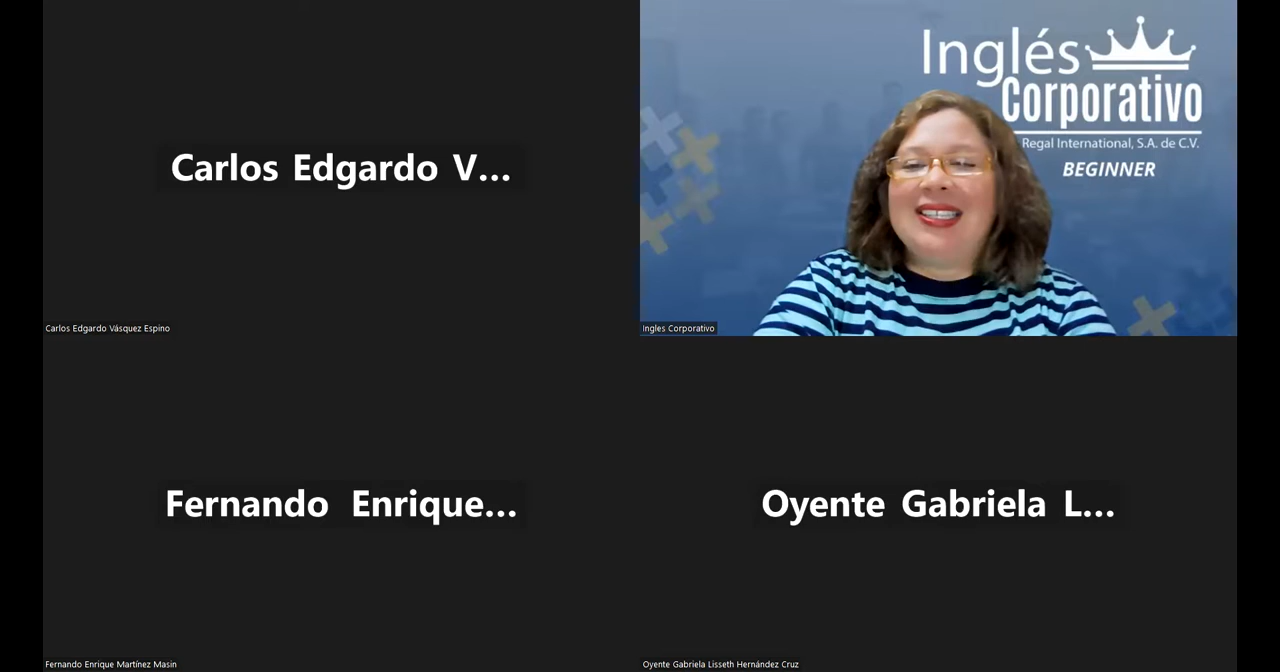 Carlos Edgardo V...
Carlos Edgardo Vásquez Espino
Inglés
Corporativo
Regal International, S.A. de C.V.
BEGINNER
Ingles Corporativo
Fernando Enrique...
Fernando Enrique Martínez Masin
Oyente Gabriela L...
Oyente Gabriela Lisseth Hernández Cruz